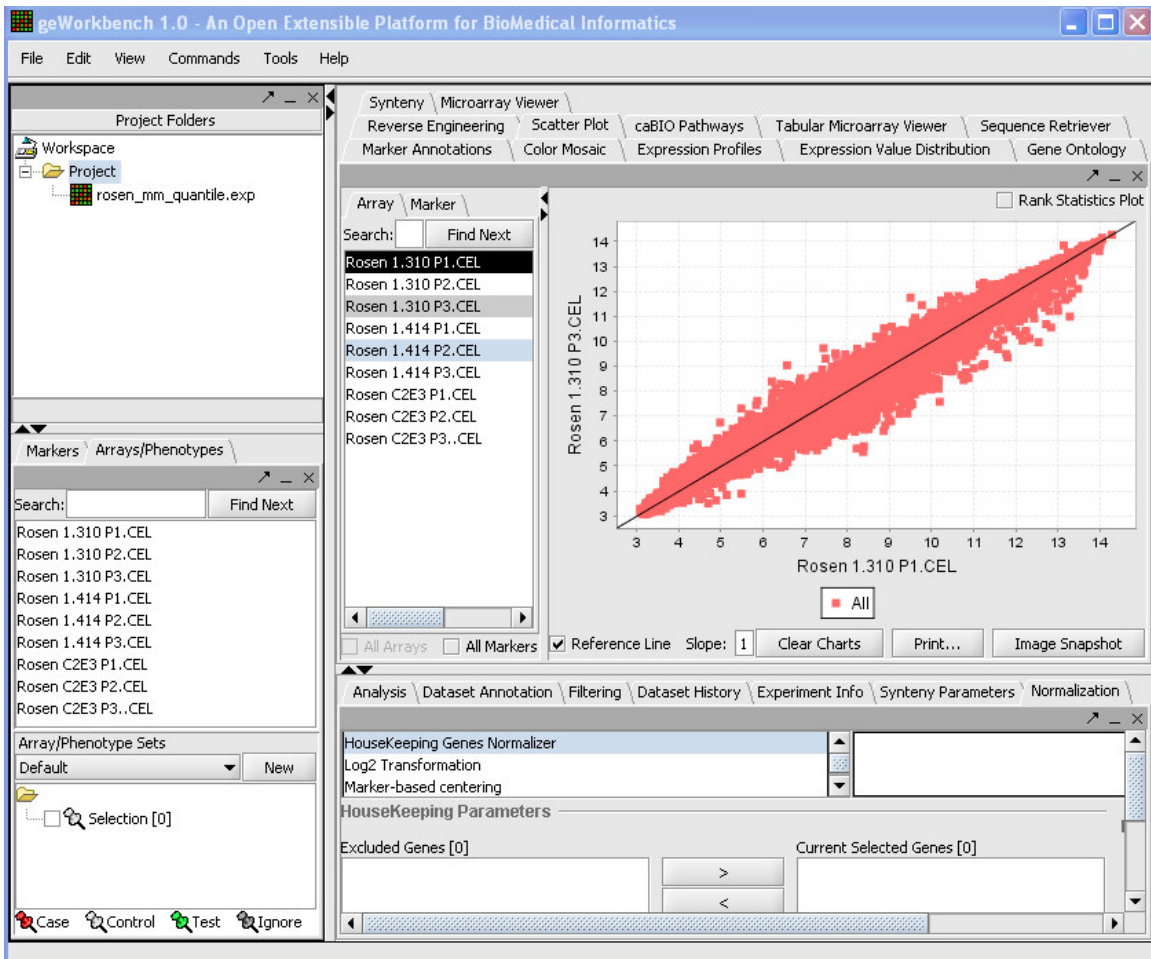 geWorkbench 1.0 - An Open Extensible Platform for BioMedical Informatics
File Edit View Commands Tools Help
Project Folders
Workspace
Project
rosen_mm_quantile.exp
Markers Arrays/Phenotypes
Search: Find Next
Rosen 1.310 P1.CEL
Rosen 1.310 P2.CEL
Rosen 1.310 P3.CEL
Rosen 1.414 P1.CEL
Rosen 1.414 P2.CEL
Rosen 1.414 P3.CEL
Rosen C2E3 P1.CEL
Rosen C2E3 P2.CEL
Rosen C2E3 P3..CEL
Array/Phenotype Sets
Default New
Selection [0]
Case Control Test Ignore
Synteny Microarray Viewer
Reverse Engineering Scatter Plot caBIO Pathways Tabular Microarray Viewer Sequence Retriever
Marker Annotations Color Mosaic Expression Profiles Expression Value Distribution Gene Ontology
Array Marker
Search: Find Next
Rosen 1.310 P1.CEL
Rosen 1.310 P2.CEL
Rosen 1.310 P3.CEL
Rosen 1.414 P1.CEL
Rosen 1.414 P2.CEL
Rosen 1.414 P3.CEL
Rosen C2E3 P1.CEL
Rosen C2E3 P2.CEL
Rosen C2E3 P3..CEL
All Arrays All Markers
Rank Statistics Plot
14
13
12
11
10
9
8
7
6
5
4
3
Rosen 1.310 P3.CEL
3 4 5 6 7 8 9 10 11 12 13 14
Rosen 1.310 P1.CEL
All
Reference Line Slope: 1 Clear Charts Print... Image Snapshot
Analysis Dataset Annotation Filtering Dataset History Experiment Info Synteny Parameters Normalization
HouseKeeping Genes Normalizer
Log2 Transformation
Marker-based centering
HouseKeeping Parameters
Excluded Genes [0] Current Selected Genes [0]
>
<